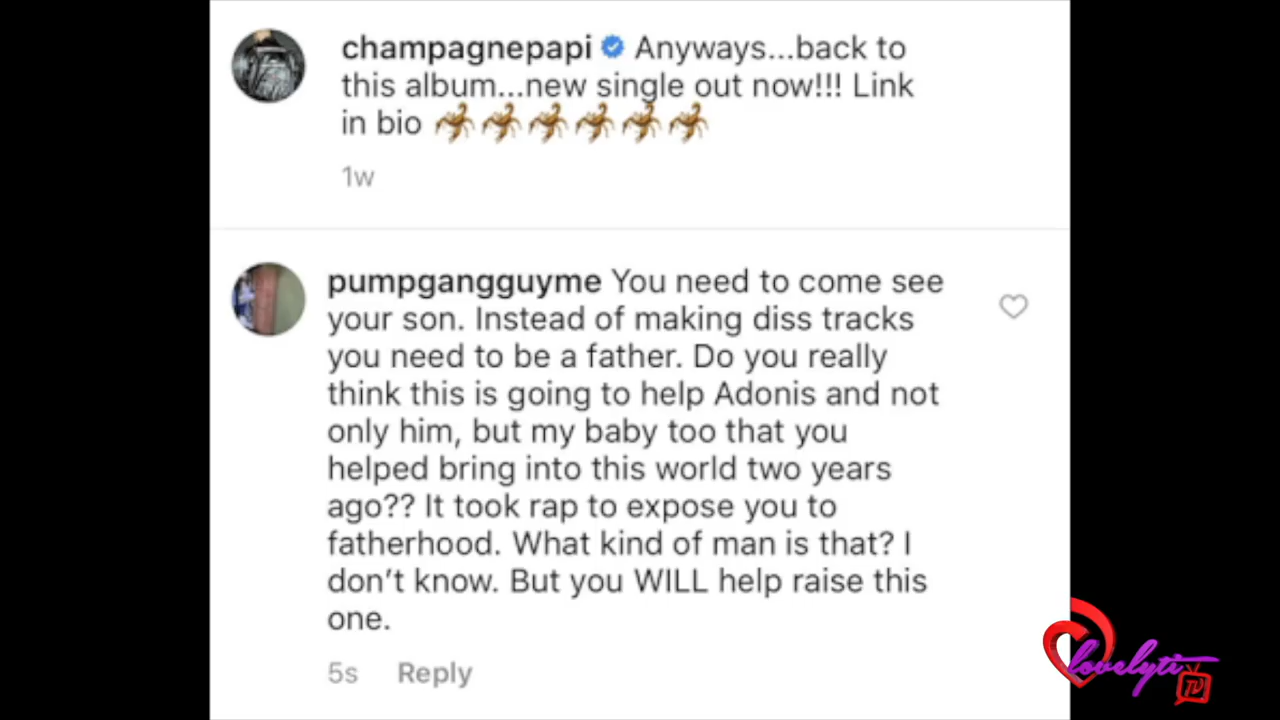 champagnepapi Anyways...back to
this album...new single out now!!! Link
in bio 🦂🦂🦂🦂🦂🦂
1w
pumpgangguyme You need to come see
your son. Instead of making diss tracks
you need to be a father. Do you really
think this is going to help Adonis and not
only him, but my baby too that you
helped bring into this world two years
ago?? It took rap to expose you to
fatherhood. What kind of man is that? I
don't know. But you WILL help raise this
one.
5s Reply
lovelyti
TV